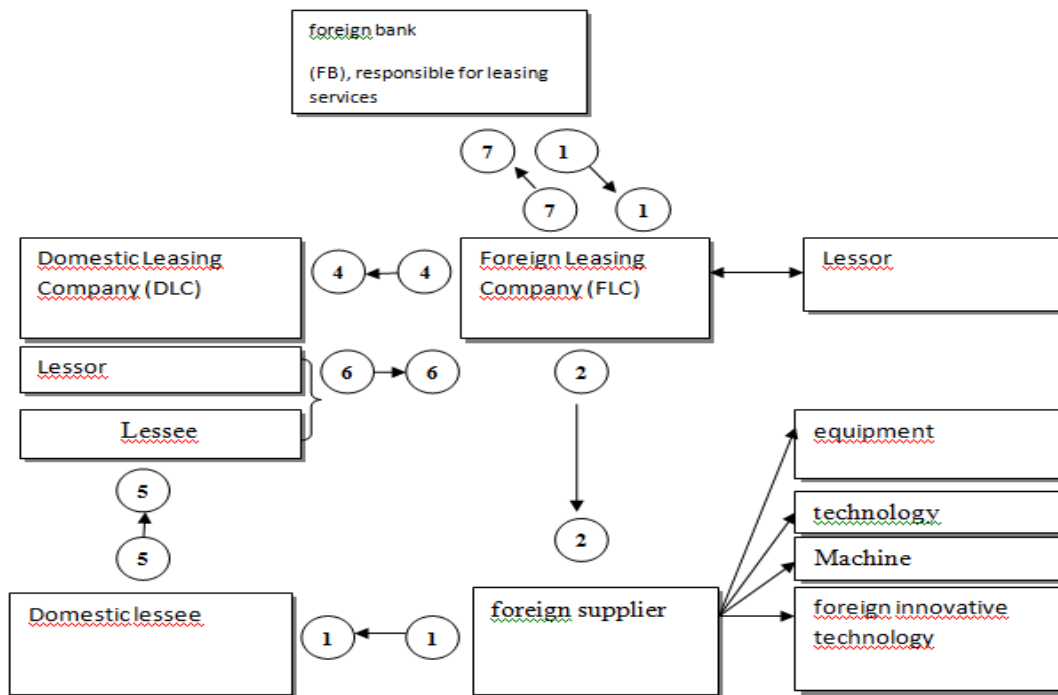 foreign bank
(FB), responsible for leasing
services
7
1
7
1
Domestic Leasing
Company (DLC)
4
4
Foreign Leasing
Company (FLC)
Lessor
Lessor
6
6
2
Lessee
equipment
5
technology
2
5
Machine
Domestic lessee
1
1
foreign supplier
foreign innovative
technology